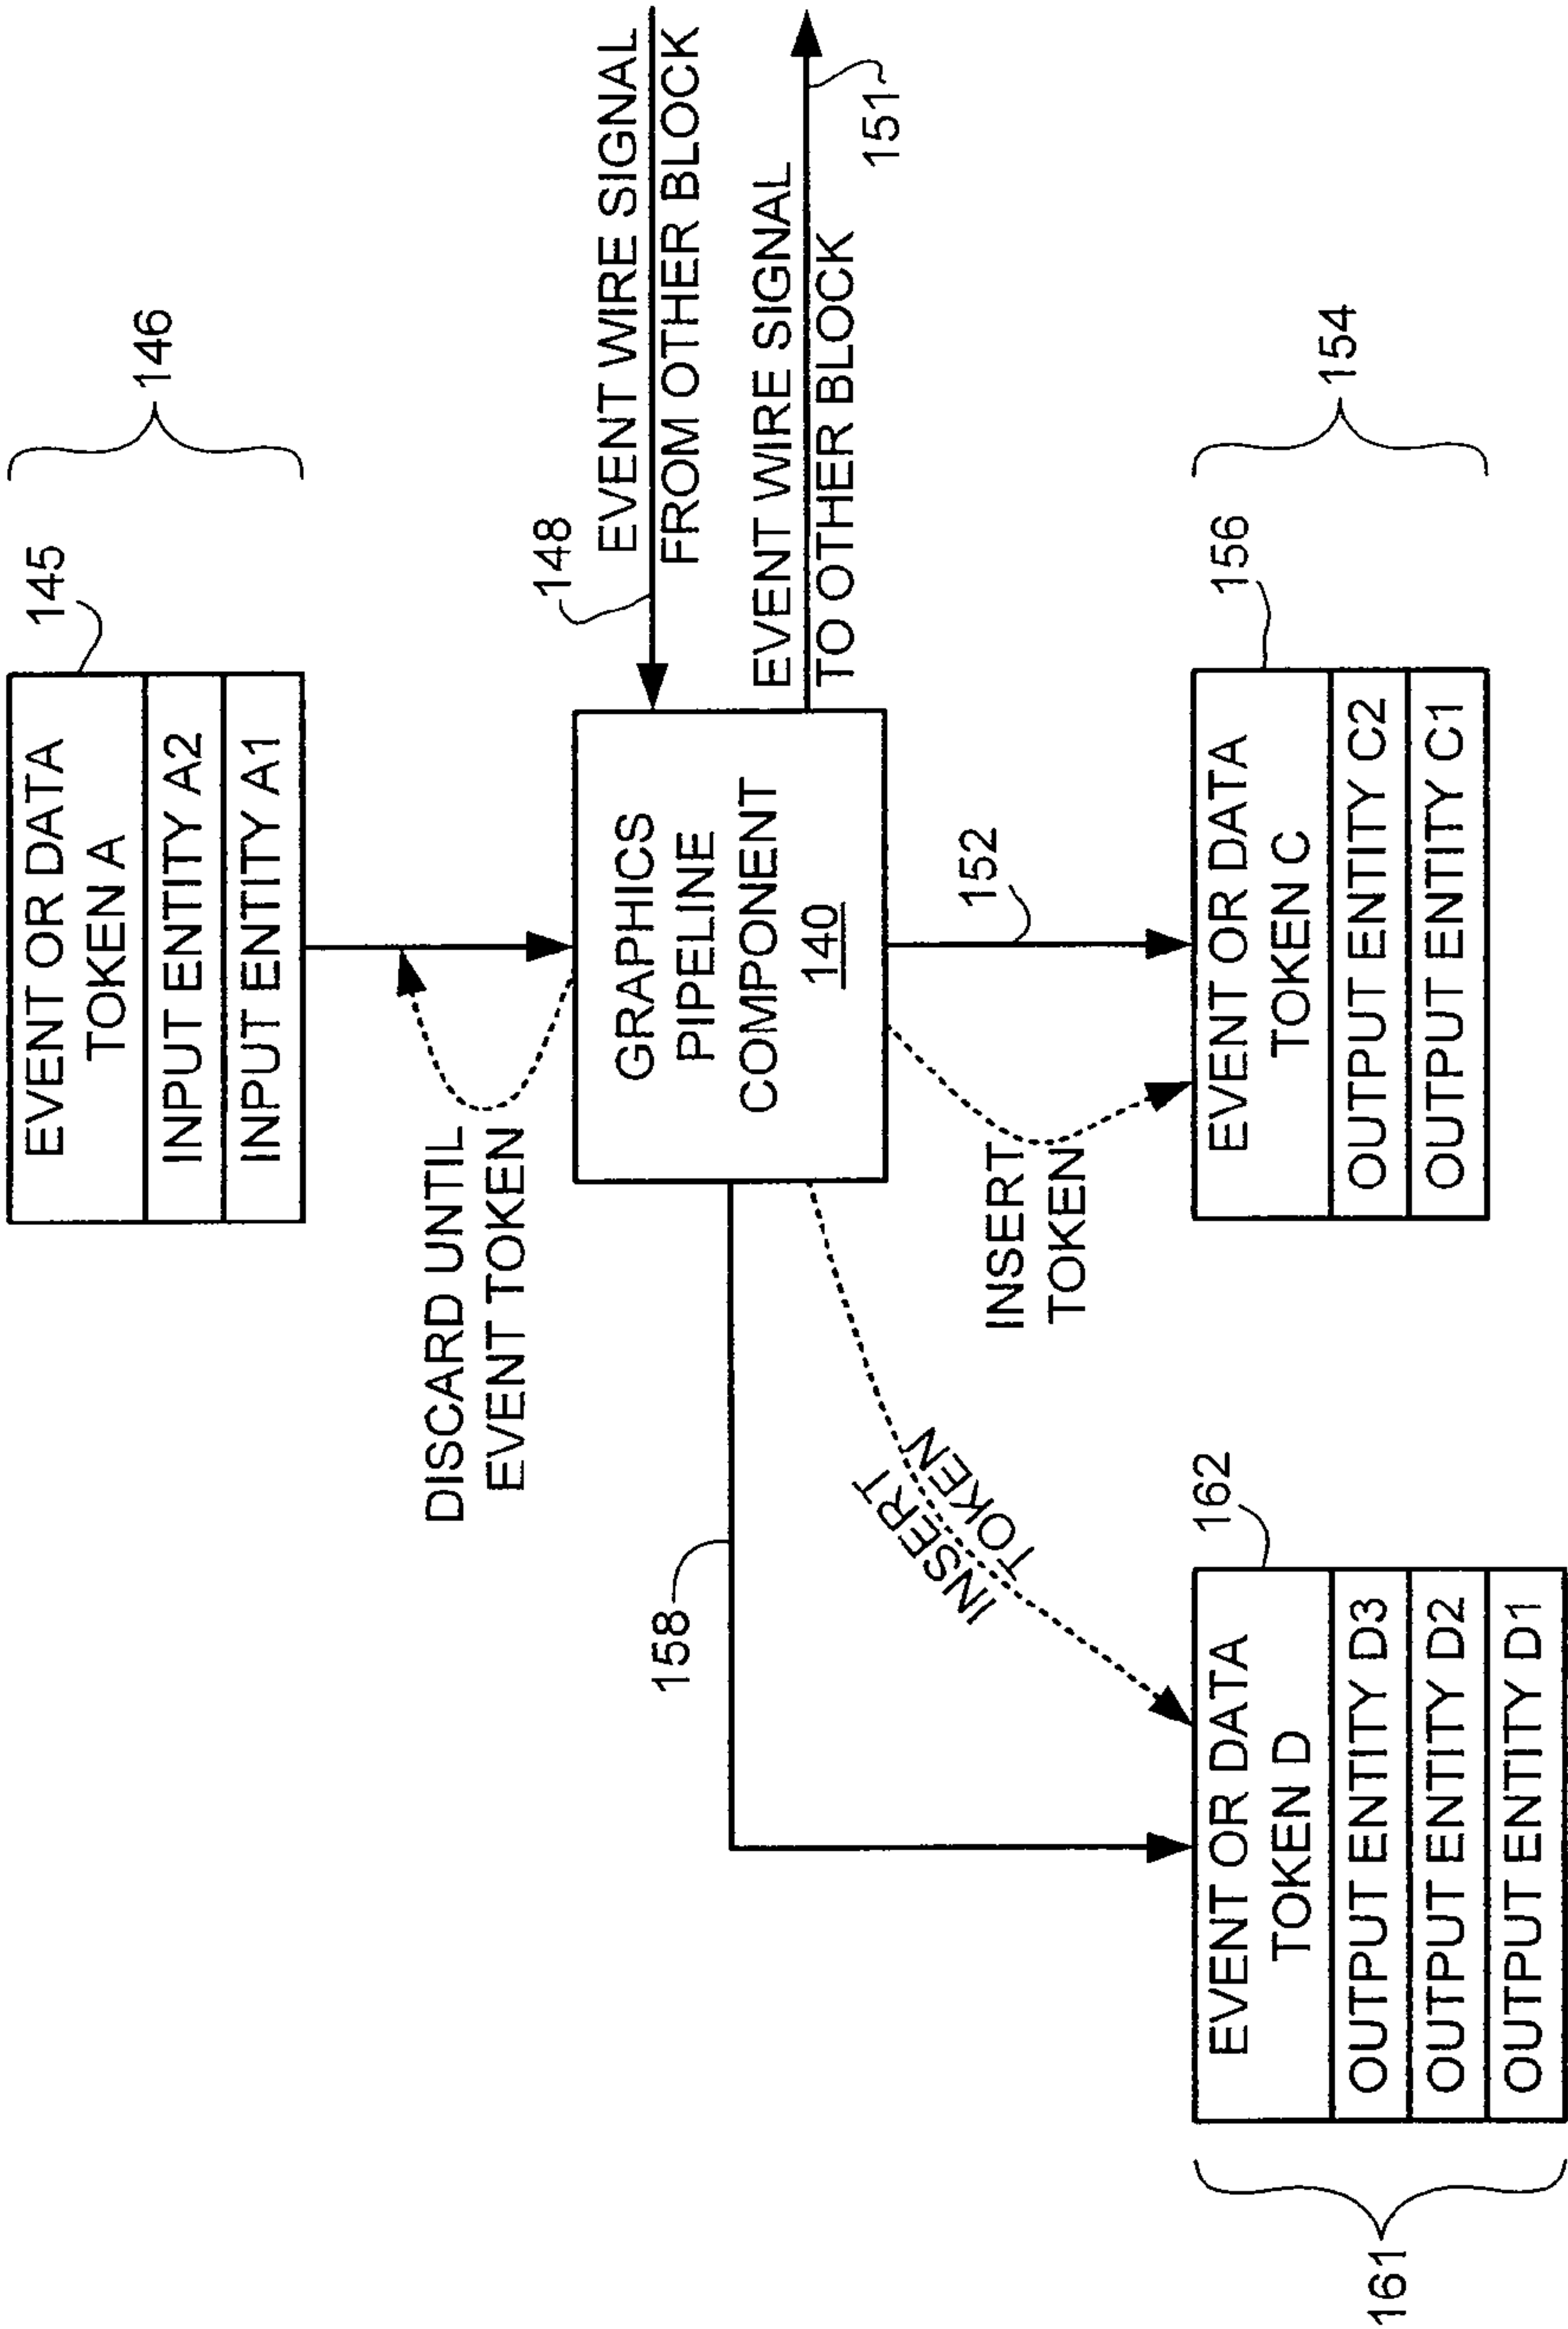 EVENT OR DATA
TOKEN A
INPUT ENTITY A2
INPUT ENTITY A1
145
146
DISCARD UNTIL
EVENT TOKEN
148
EVENT WIRE SIGNAL
FROM OTHER BLOCK
GRAPHICS
PIPELINE
COMPONENT
140
EVENT WIRE SIGNAL
TO OTHER BLOCK
151
158
152
INSERT
TOKEN
INSERT
TOKEN
161
EVENT OR DATA
TOKEN D
OUTPUT ENTITY D3
OUTPUT ENTITY D2
OUTPUT ENTITY D1
162
EVENT OR DATA
TOKEN C
OUTPUT ENTITY C2
OUTPUT ENTITY C1
156
154